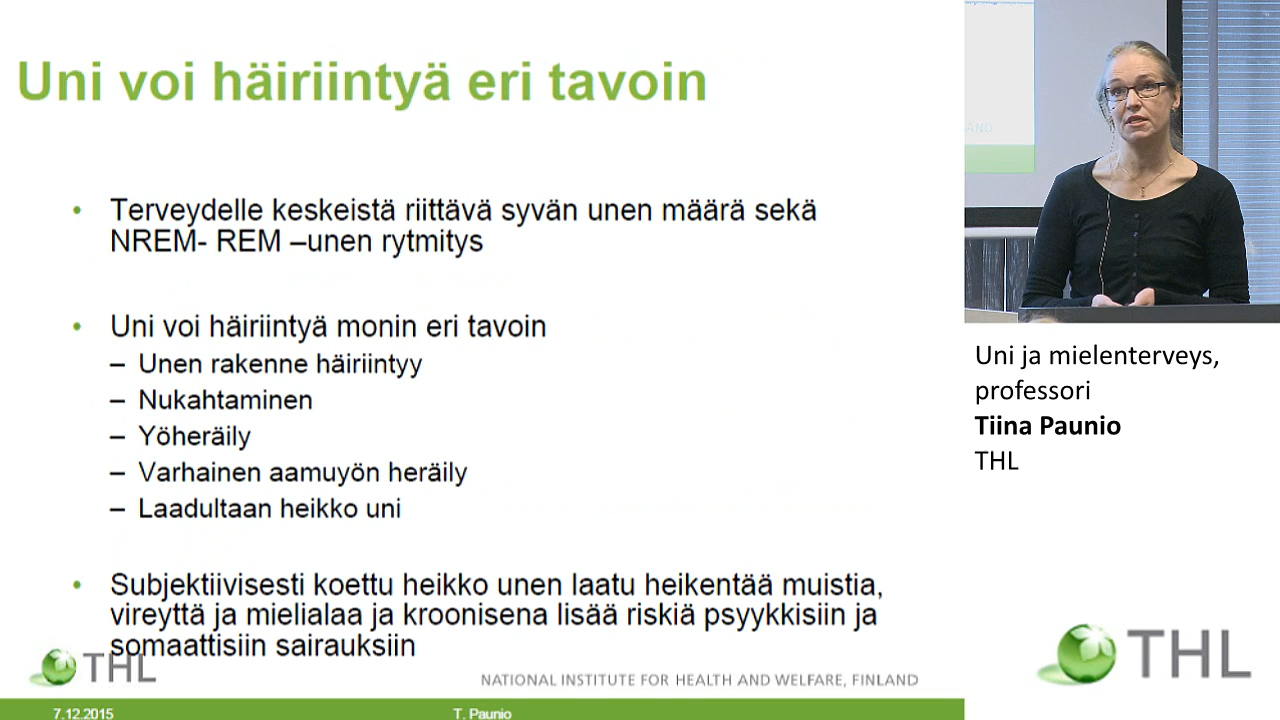 Uni voi häiriintyä eri tavoin
• Terveydelle keskeistä riittävä syvän unen määrä sekä
NREM- REM –unen rytmitys
• Uni voi häiriintyä monin eri tavoin
– Unen rakenne häiriintyy
– Nukahtaminen
– Yöheräily
– Varhainen aamuyön heräily
– Laadultaan heikko uni
• Subjektiivisesti koettu heikko unen laatu heikentää muistia,
vireyttä ja mielialaa ja kroonisena lisää riskiä psyykkisiin ja
somaattisiin sairauksiin
THL
NATIONAL INSTITUTE FOR HEALTH AND WELFARE, FINLAND
7.12.2015
T. Paunio
Uni ja mielenterveys,
professori
Tiina Paunio
THL
THL